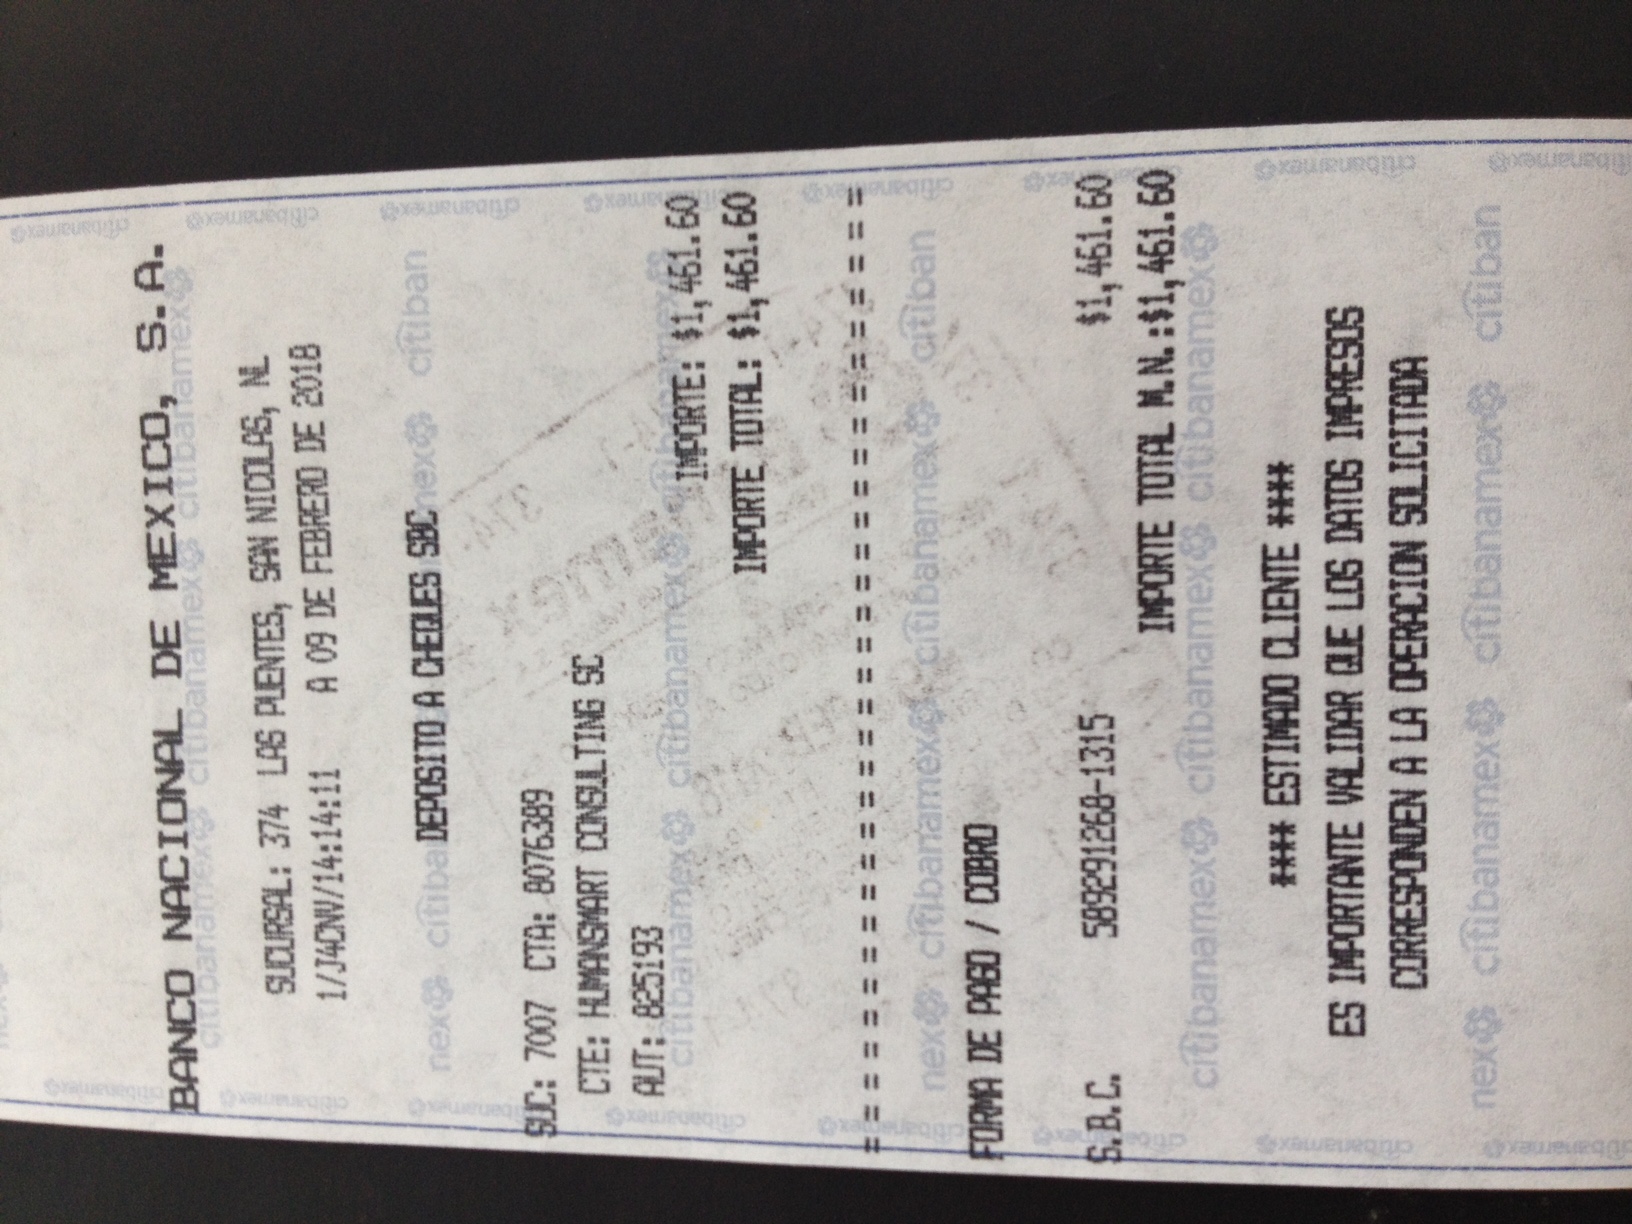 BANCO NACIONAL DE MEXICO, S.A.
SUCURSAL: 374 LAS PUENTES, SAN NICOLAS, NL
1/J4CNV/14:14:11 A 09 DE FEBRERO DE 2018
DEPOSITO A CHEQUES SBC
SUC: 7007 CTA: 8076389
CTE: HUMANSMART CONSULTING SC
AUT: 825193
IMPORTE: $1,461.60
IMPORTE TOTAL: $1,461.60
= = = = = = = = = = = = = = = = = = = = = = = = = = =
FORMA DE PAGO / COBRO
S.B.C. 589291268-1315 $1,461.60
IMPORTE TOTAL M.N.:$1,461.60
**** ESTIMADO CLIENTE ****
ES IMPORTANTE VALIDAR QUE LOS DATOS IMPRESOS
CORRESPONDEN A LA OPERACION SOLICITADA